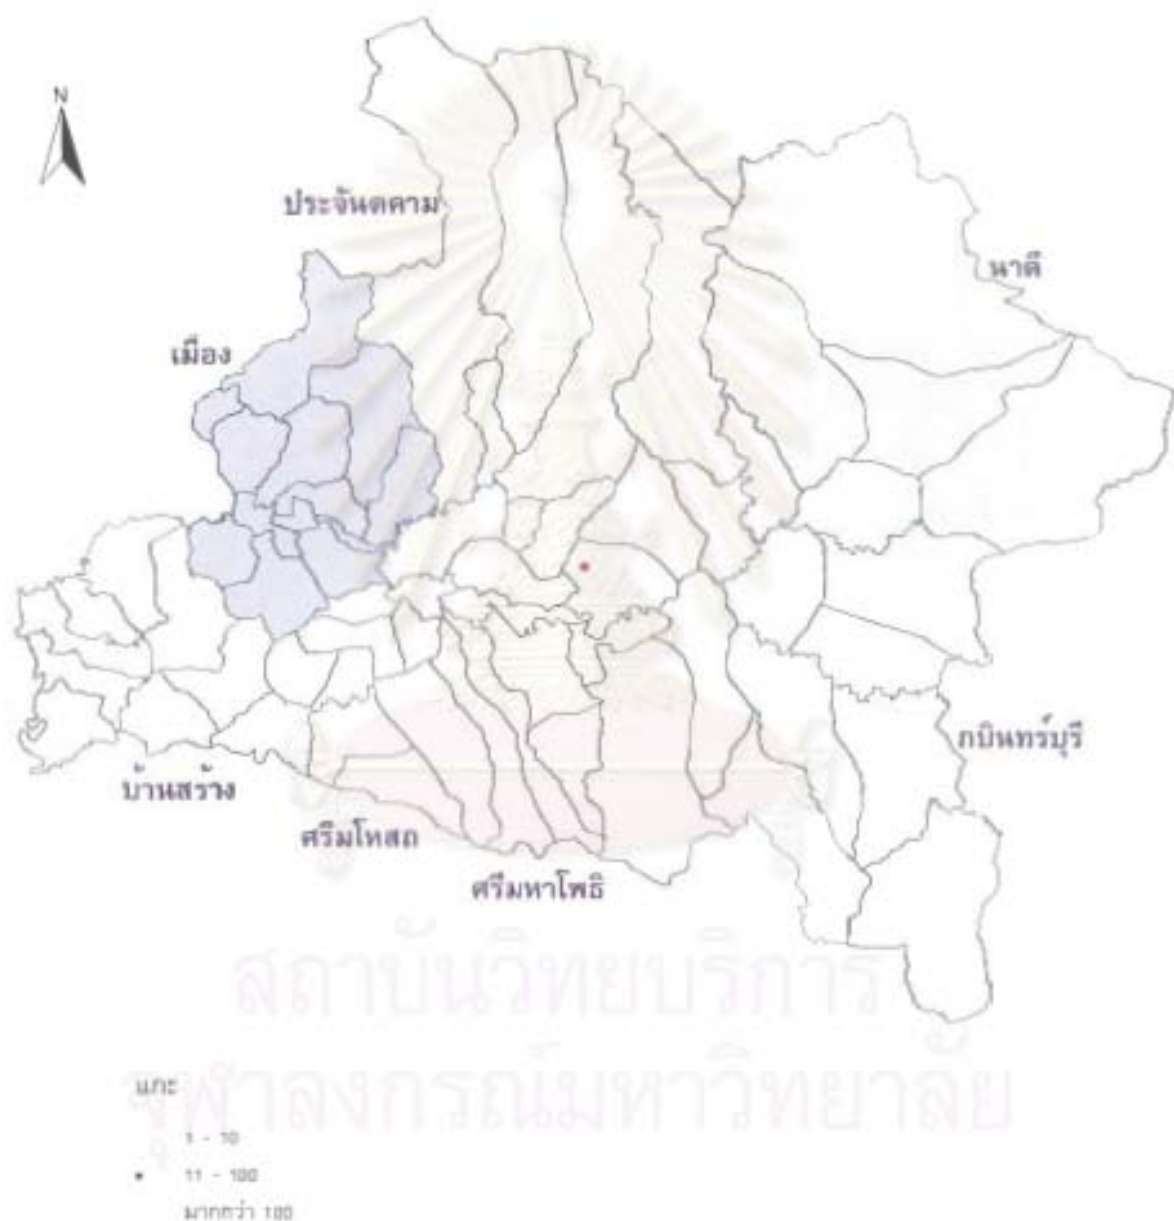 N
ประจันตคาม
นาดี
เมือง
กบินทร์บุรี
บ้านสร้าง
ศรีมโหสถ
ศรีมหาโพธิ
สถาบันวิทยบริการ
จุฬาลงกรณ์มหาวิทยาลัย
แกะ
1 - 10
11 - 100
มากกว่า 100